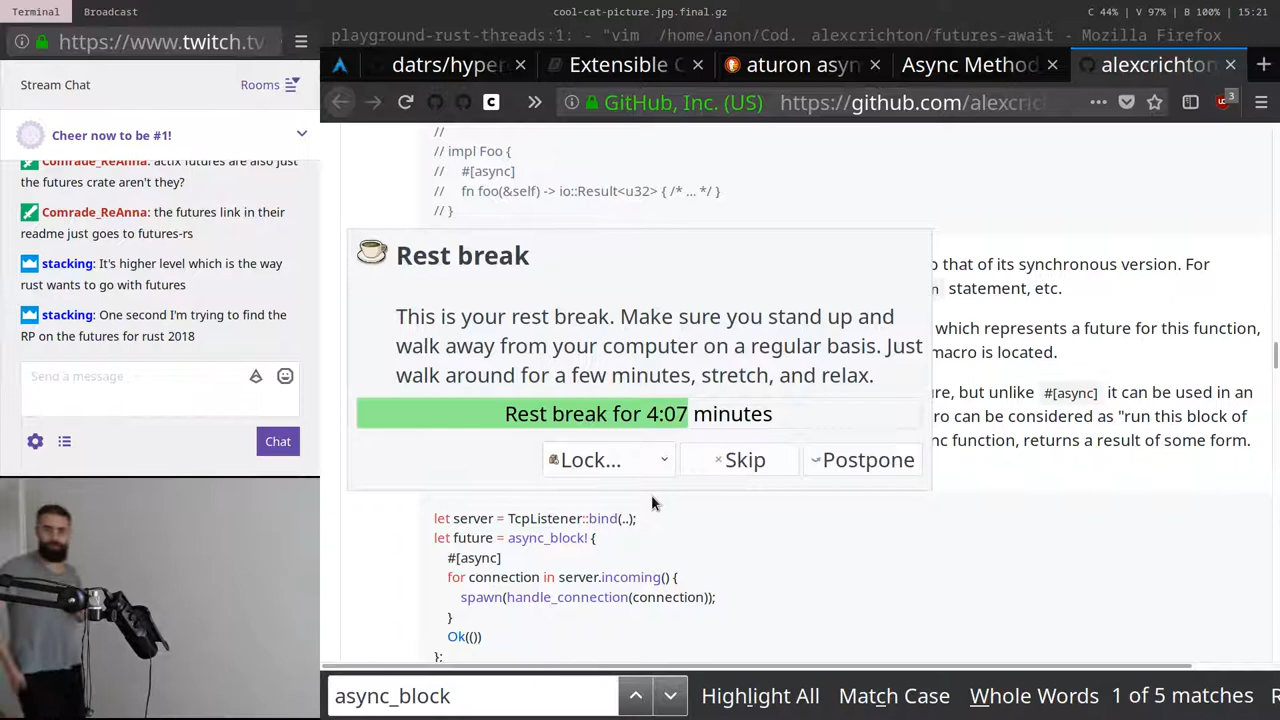 Terminal Broadcast cool-cat-picture.jpg.final.gz C 44% | V 97% | B 100% | 15:21
https://www.twitch.tv
playground-rust-threads:1: - "vim /home/anon/Cod. alexcrichton/futures-await - Mozilla Firefox
datrs/hyper Extensible C aturon asyn Async Method alexcrichton
GitHub, Inc. (US) https://github.com/alexcrich
3
Stream Chat
Rooms
Cheer now to be #1!
Comrade_ReAnna: actix futures are also just
the futures crate aren't they?
Comrade_ReAnna: the futures link in their
readme just goes to futures-rs
stacking: It's higher level which is the way
rust wants to go with futures
stacking: One second I'm trying to find the
RP on the futures for rust 2018
Send a message
Chat
//
// impl Foo {
// #[async]
// fn foo(&self) -> io::Result<u32> { /* ... */ }
// }
o that of its synchronous version. For
statement, etc.
which represents a future for this function,
macro is located.
re, but unlike #[async] it can be used in an
ro can be considered as "run this block of
nc function, returns a result of some form.
Rest break
This is your rest break. Make sure you stand up and
walk away from your computer on a regular basis. Just
walk around for a few minutes, stretch, and relax.
Rest break for 4:07 minutes
Lock... Skip Postpone
let server = TcpListener::bind(..);
let future = async_block! {
#[async]
for connection in server.incoming() {
spawn(handle_connection(connection));
}
Ok(())
};
async_block Highlight All Match Case Whole Words 1 of 5 matches